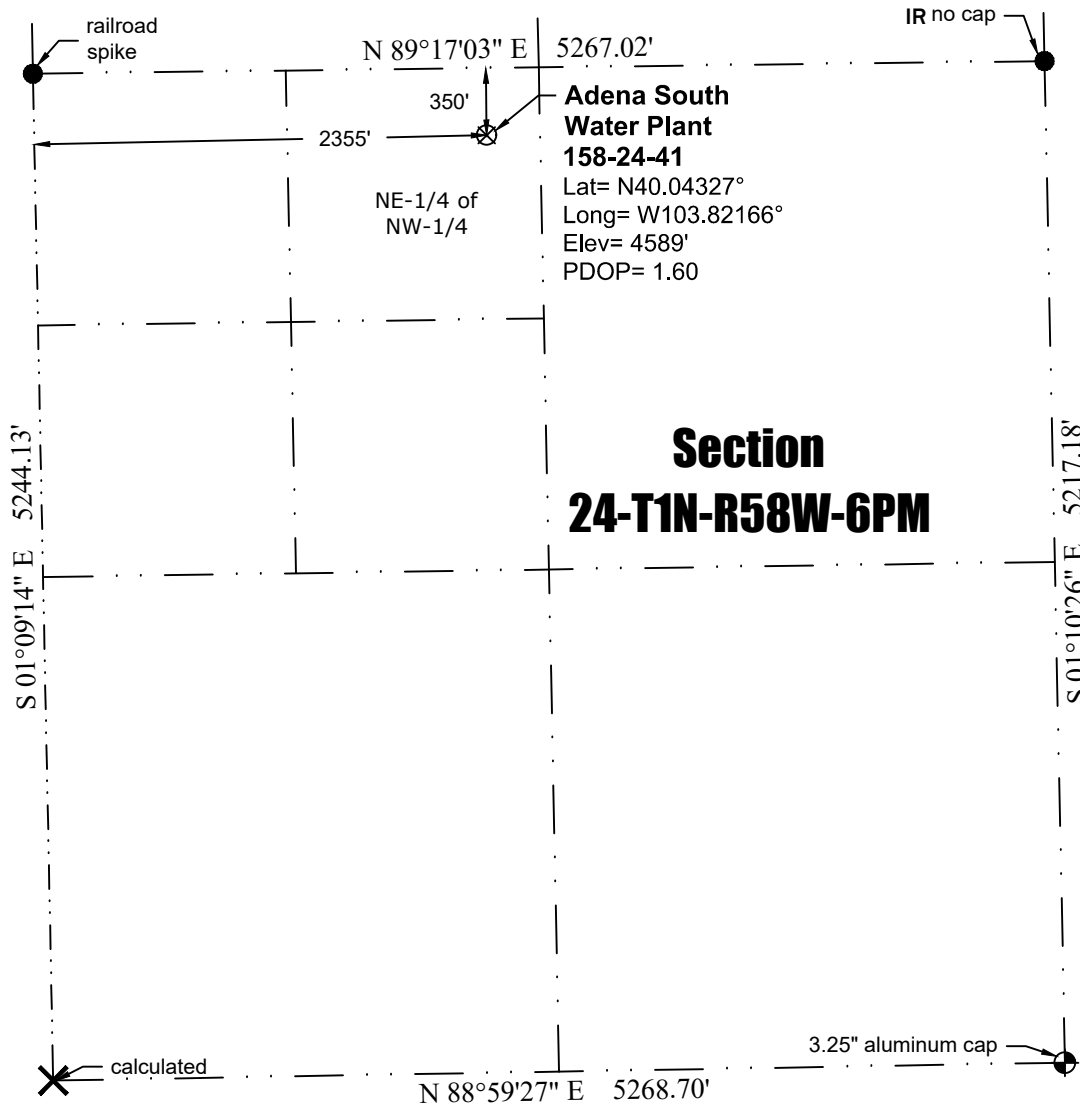 railroad
spike
IR no cap
N 89°17'03" E 5267.02'
350'
2355'
Adena South
Water Plant
158-24-41
Lat= N40.04327°
Long= W103.82166°
Elev= 4589'
PDOP= 1.60
NE-1/4 of
NW-1/4
Section
24-T1N-R58W-6PM
S 01°09'14" E 5244.13'
S 01°10'26" E 5217.18'
calculated
3.25" aluminum cap
N 88°59'27" E 5268.70'